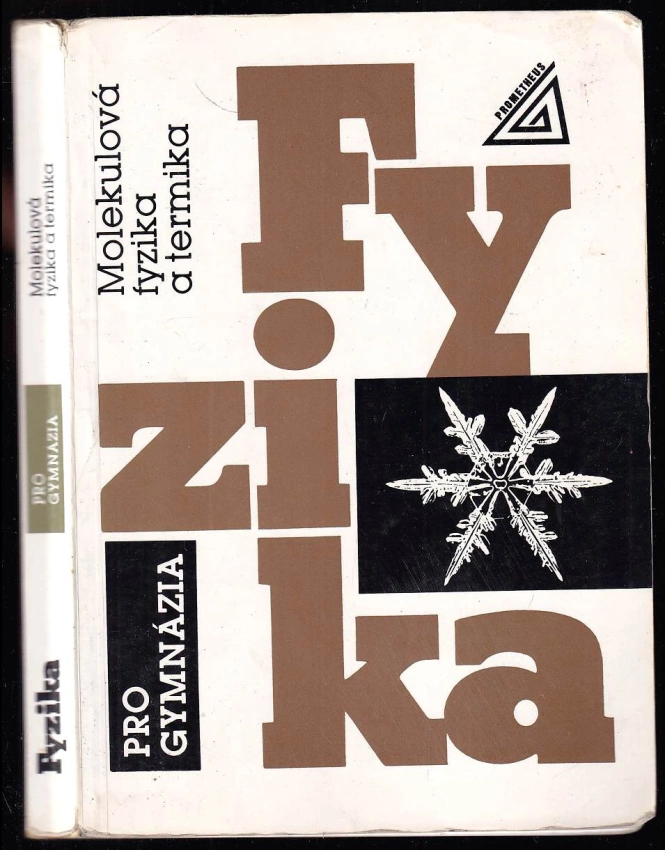 Molekulová
fyzika a termika
PRO
GYMNÁZIA
Fyzika
Molekulová
fyzika
a termika
PROMETHEUS
Fy
zi
ka
PRO
GYMNÁZIA